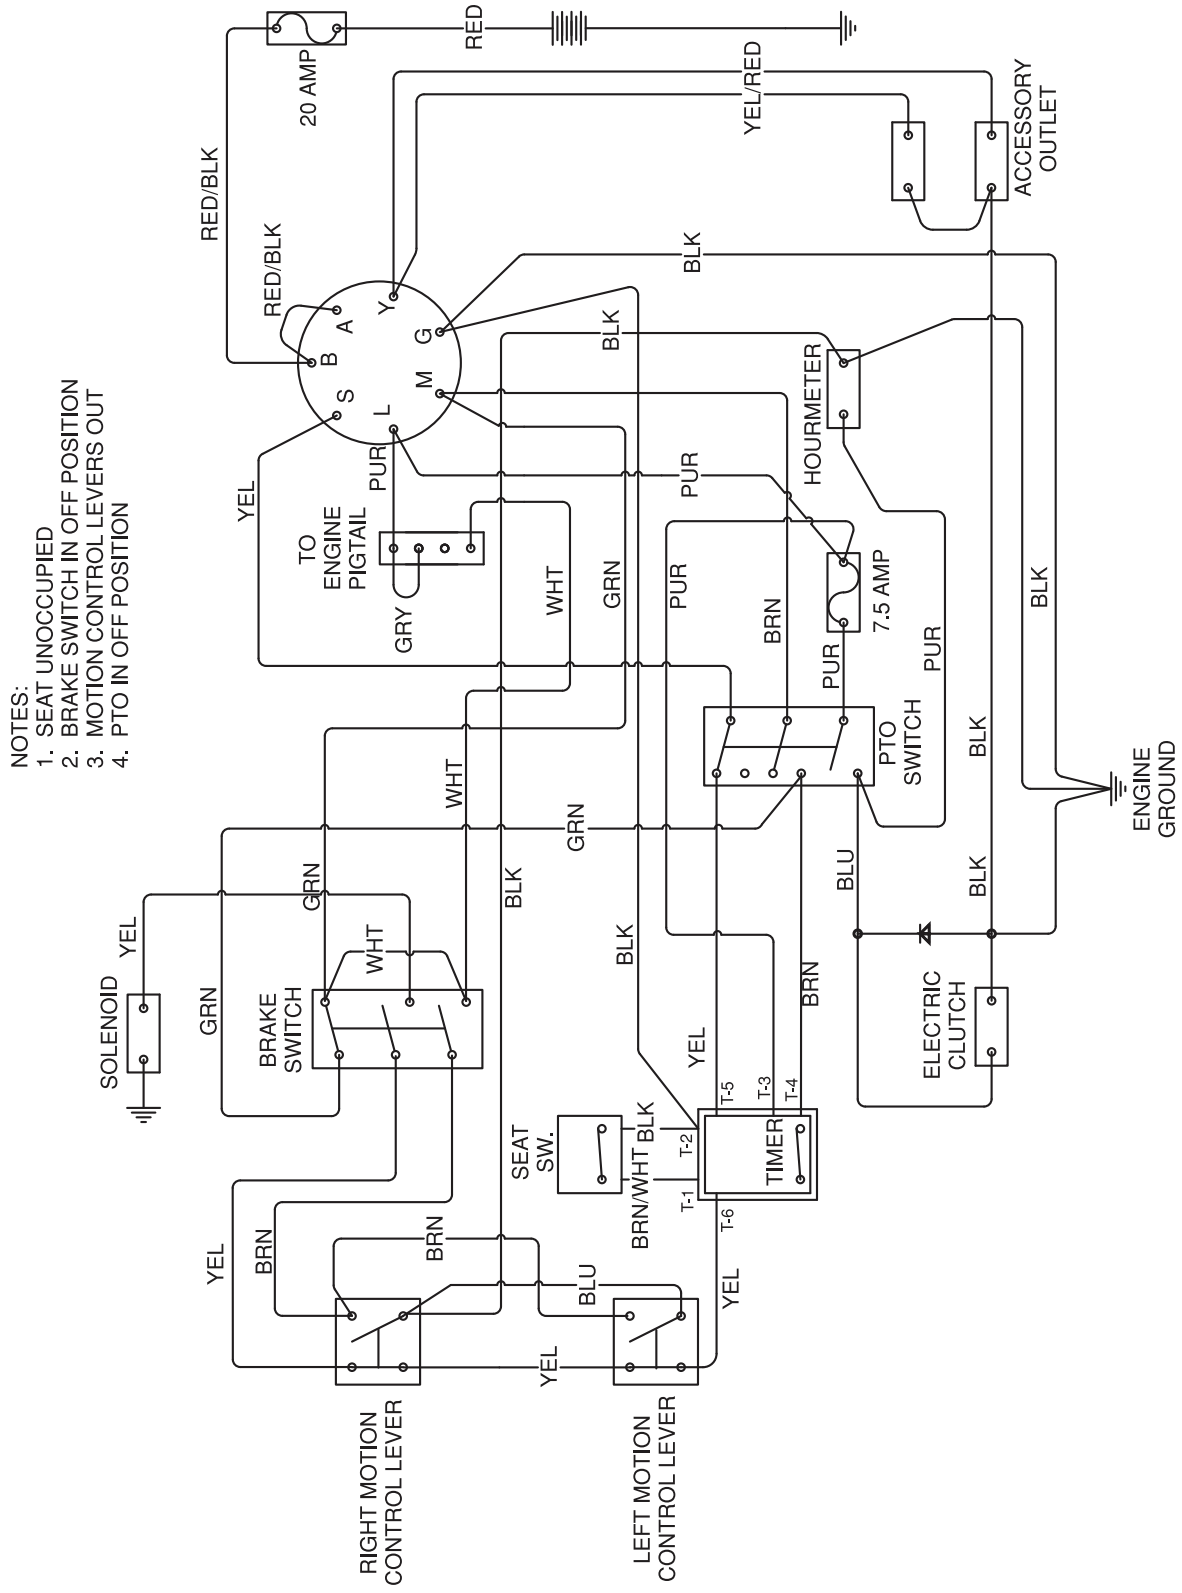 NOTES:
1. SEAT UNOCCUPIED
2. BRAKE SWITCH IN OFF POSITION
3. MOTION CONTROL LEVERS OUT
4. PTO IN OFF POSITION
SOLENOID
YEL
GRN
BRAKE
SWITCH
WHT
GRN
WHT
YEL
TO
ENGINE
PIGTAIL
GRY
PUR
S
L
B
A
M
G
Y
RED/BLK
RED/BLK
20 AMP
RED
YEL/RED
ACCESSORY
OUTLET
BLK
BLK
HOURMETER
PUR
WHT
GRN
PUR
BRN
7.5 AMP
PUR
PUR
BLK
PTO
SWITCH
BLK
ENGINE
GROUND
GRN
BLK
BLU
BLK
BLK
BRN
ELECTRIC
CLUTCH
YEL
T-5
T-3
T-4
SEAT
SW.
BLK
BRN/WHT
T-2
T-1
TIMER
T-6
YEL
YEL
BRN
BRN
BLU
YEL
RIGHT MOTION
CONTROL LEVER
LEFT MOTION
CONTROL LEVER